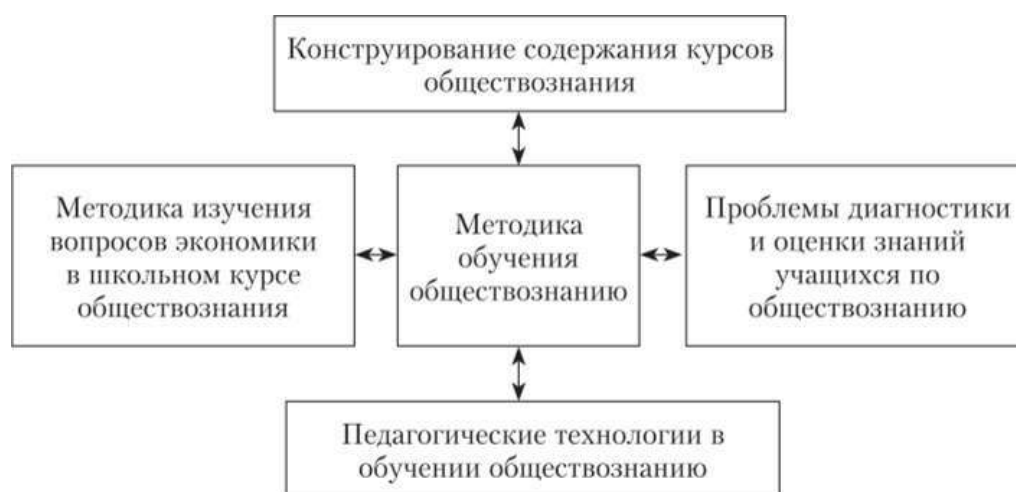 Конструирование содержания курсов
обществознания
Методика изучения
вопросов экономики
в школьном курсе
обществознания
Методика
обучения
обществознанию
Проблемы диагностики
и оценки знаний
учащихся по
обществознанию
Педагогические технологии в
обучении обществознанию